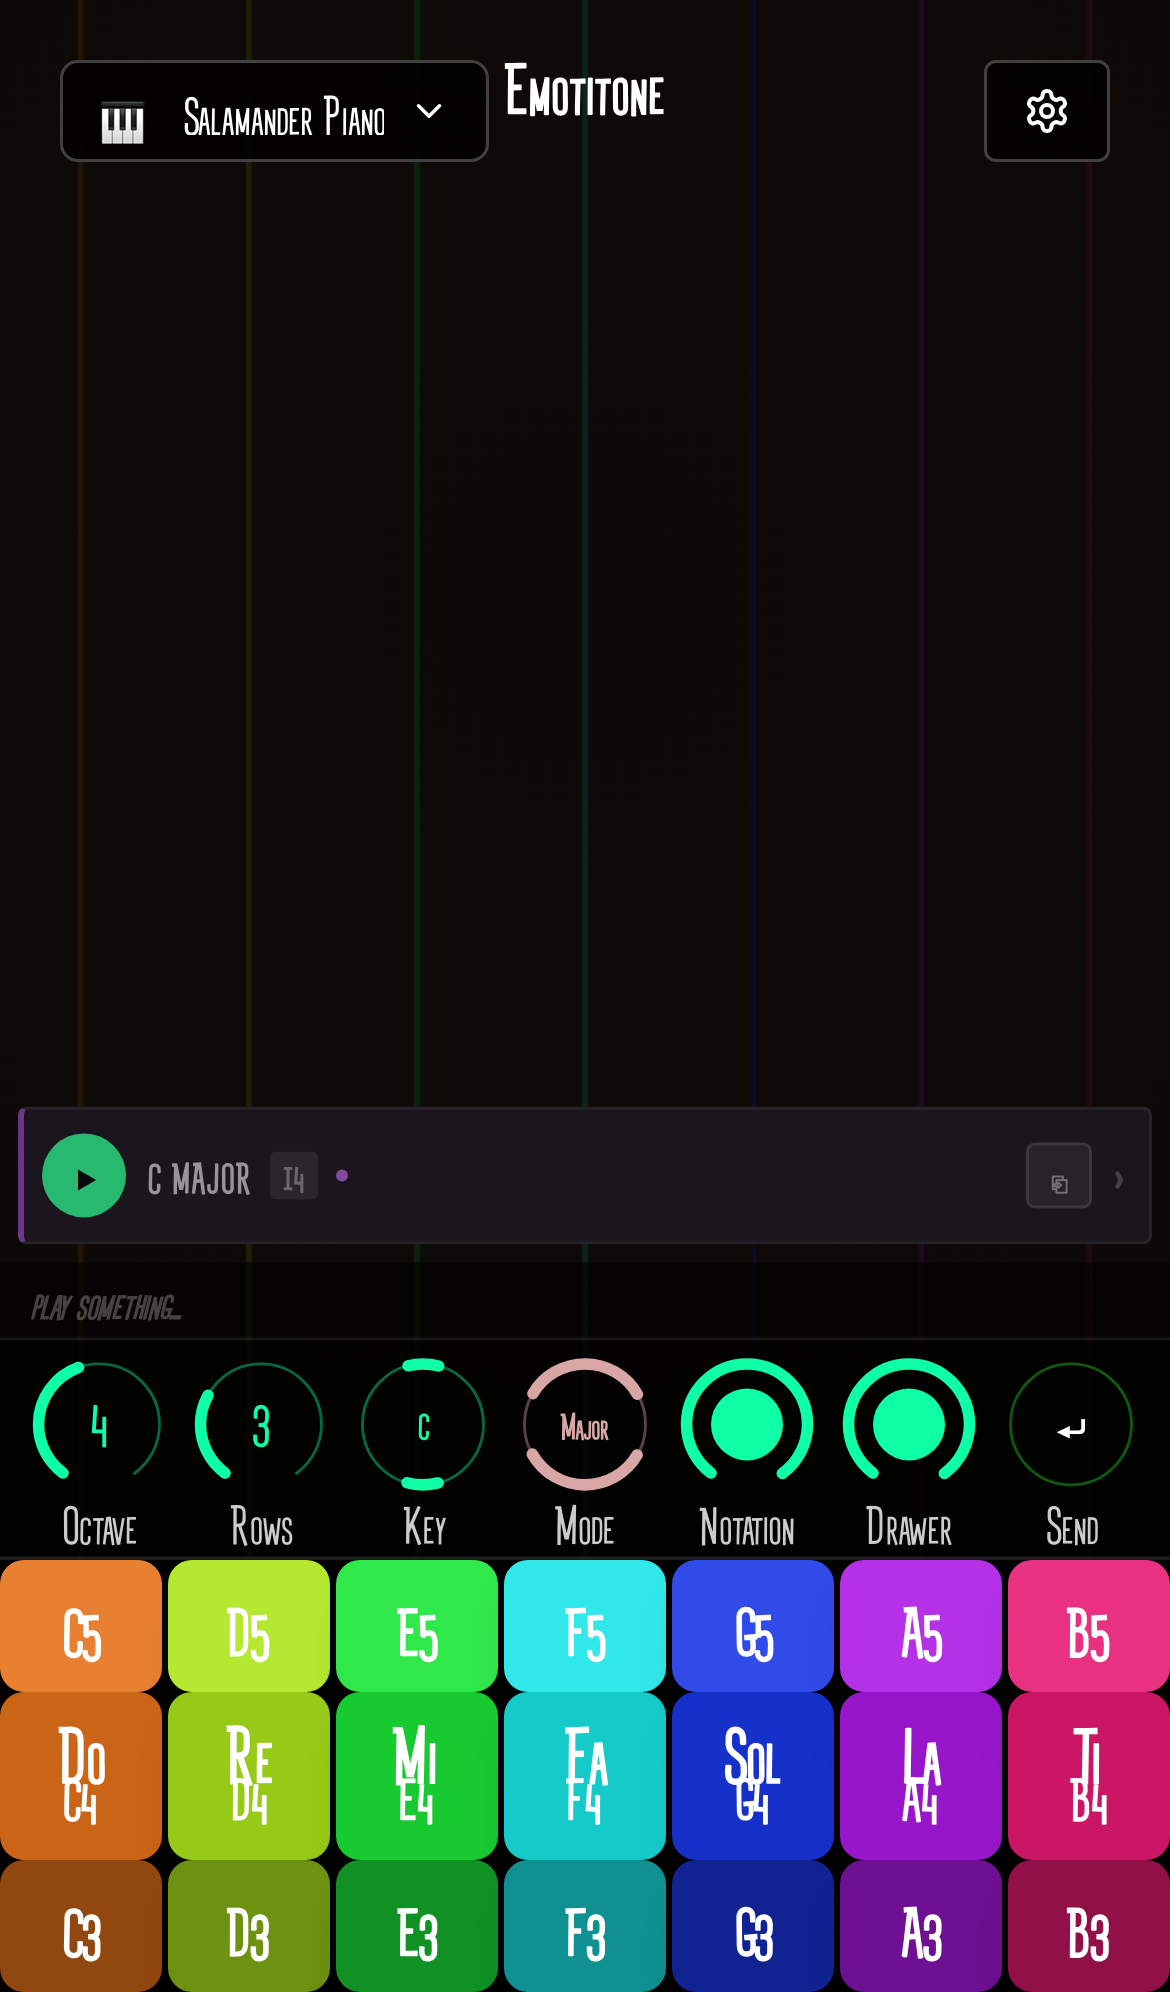 Salamander Piano
Emotitone
C MAJOR 14
PLAY SOMETHING...
4 3 C Major
Octave Rows Key Mode Notation Drawer Send
C5 D5 E5 F5 G5 A5 B5
Do Re Mi Fa Sol La Ti
C4 D4 E4 F4 G4 A4 B4
C3 D3 E3 F3 G3 A3 B3